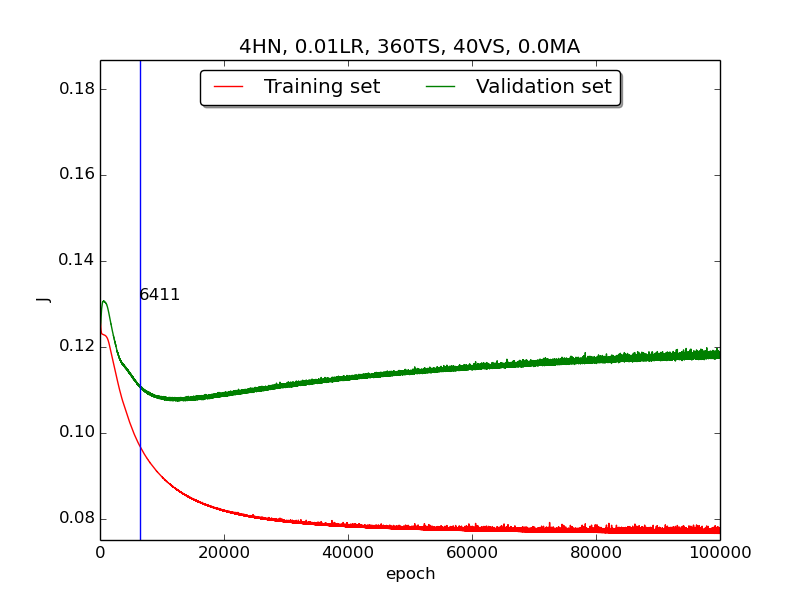 4HN, 0.01LR, 360TS, 40VS, 0.0MA
Training set Validation set
0.18
0.16
0.14
0.12
0.10
0.08
J
6411
0 20000 40000 60000 80000 100000
epoch